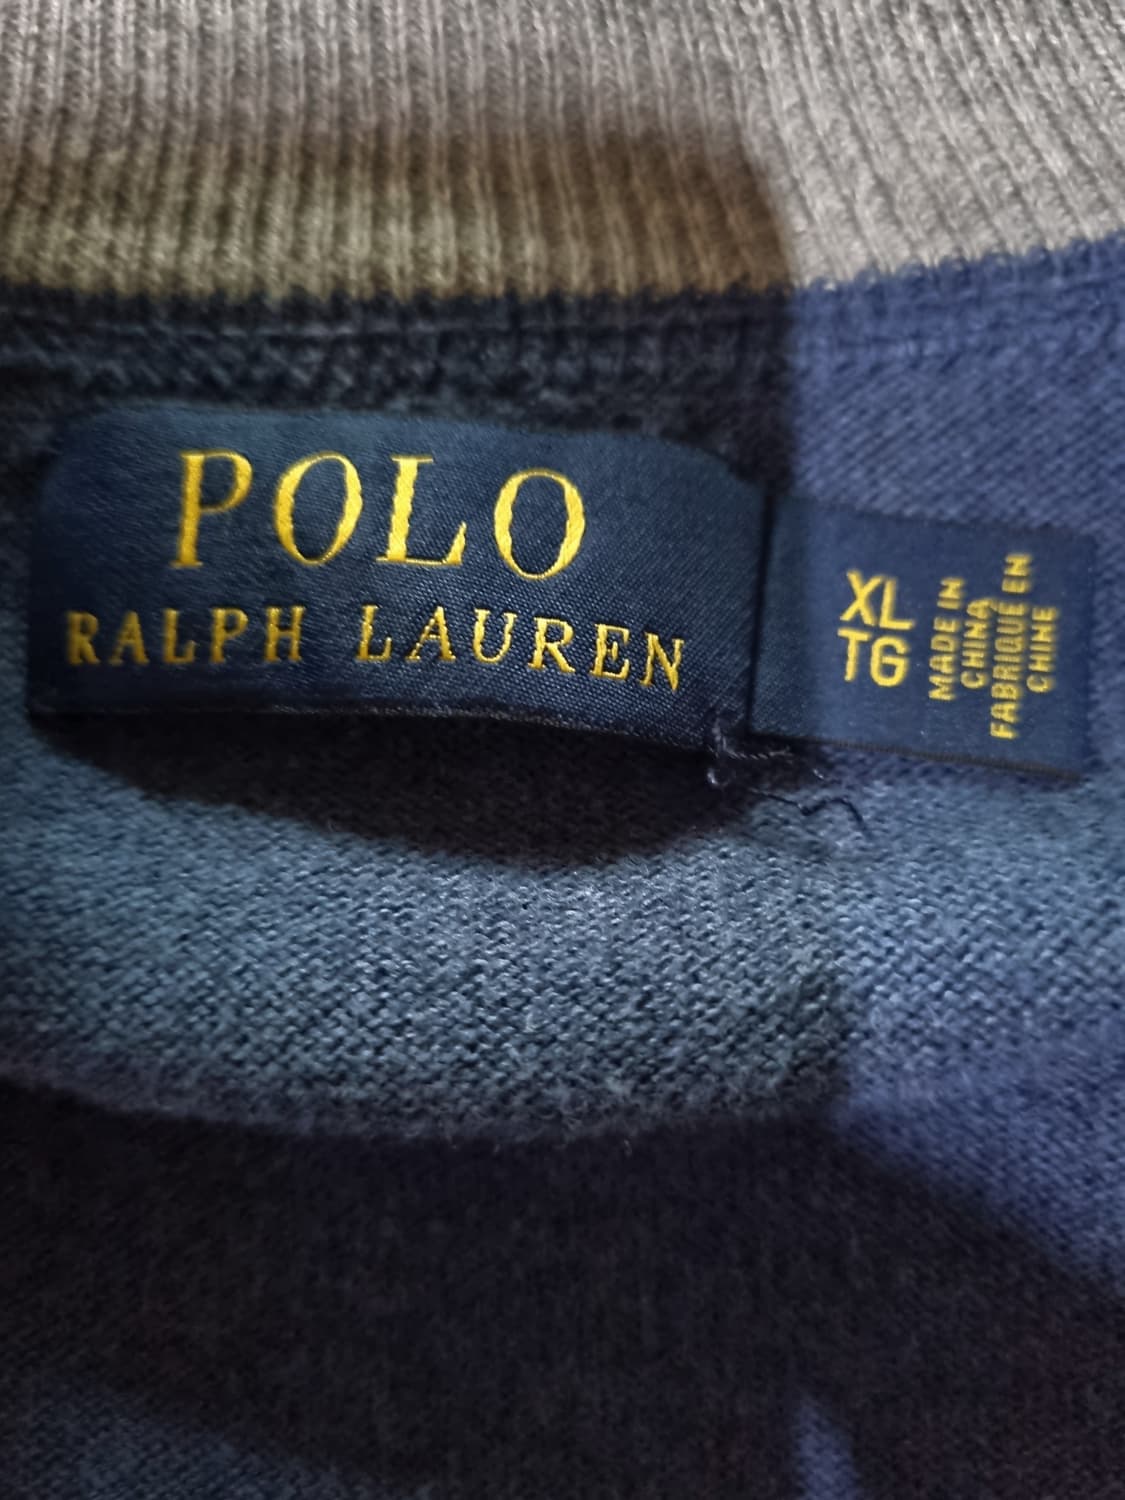 POLO
RALPH LAUREN
XL
TG
MADE IN
CHINA
FABRIQUÉ EN
CHINE